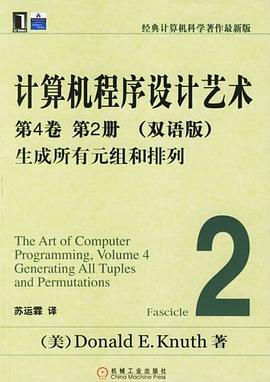 经典计算机科学著作最新版
计算机程序设计艺术
第4卷 第2册 （双语版）
生成所有元组和排列
The Art of Computer
Programming, Volume 4
Generating All Tuples
and Permutations
Fascicle
2
苏运霖 译
（美）Donald E.Knuth 著
机械工业出版社
China Machine Press